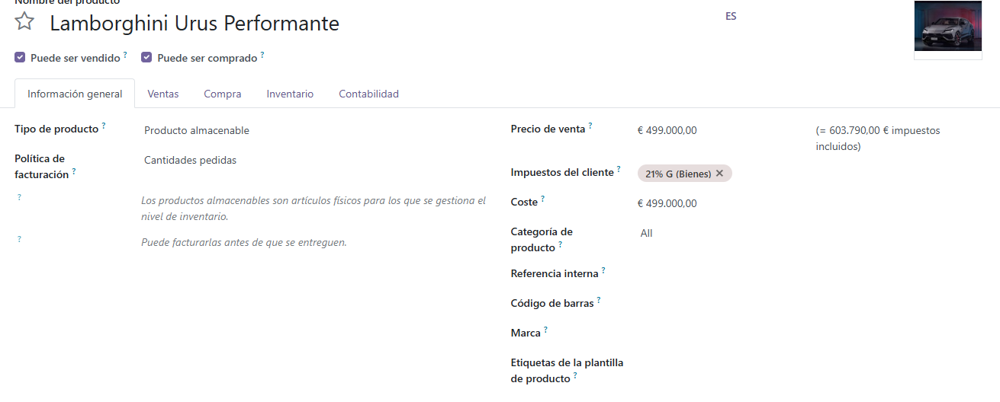 Nombre del producto
Lamborghini Urus Performante
ES
Puede ser vendido ?
Puede ser comprado ?
Información general
Ventas
Compra
Inventario
Contabilidad
Tipo de producto ?
Producto almacenable
Política de
facturación ?
Cantidades pedidas
?
Los productos almacenables son artículos físicos para los que se gestiona el
nivel de inventario.
?
Puede facturarlas antes de que se entreguen.
Precio de venta ?
€ 499.000,00
(= 603.790,00 € impuestos
incluidos)
Impuestos del cliente ?
21% G (Bienes) ✕
Coste ?
€ 499.000,00
Categoría de
producto ?
All
Referencia interna ?
Código de barras ?
Marca ?
Etiquetas de la plantilla
de producto ?